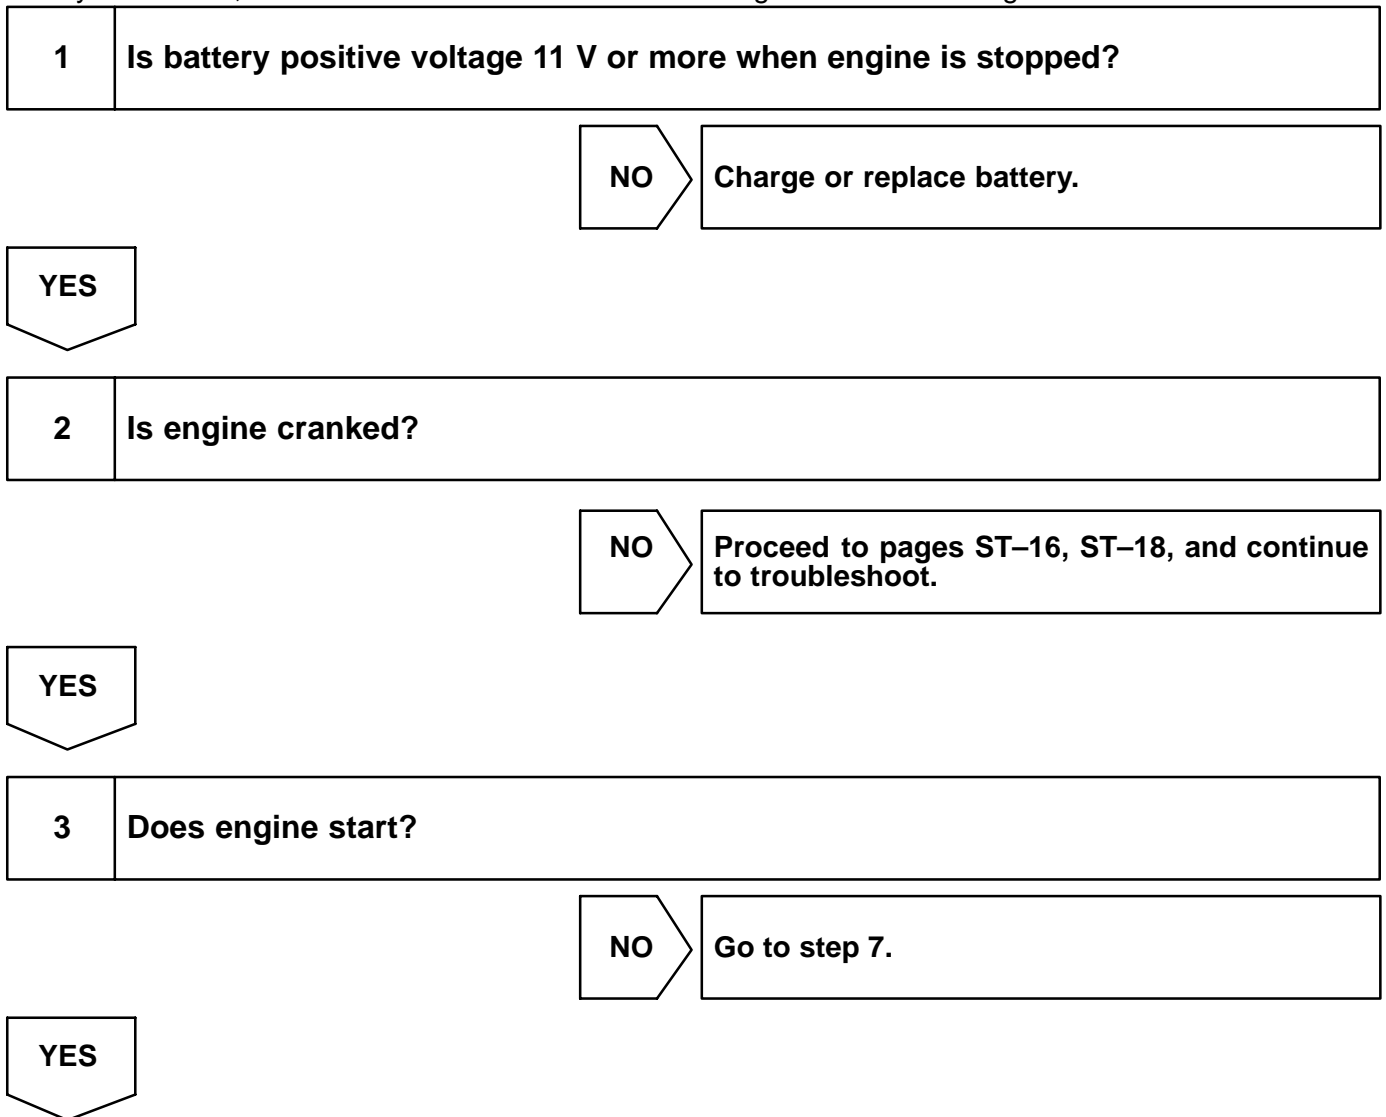 1 Is battery positive voltage 11 V or more when engine is stopped?
NO Charge or replace battery.
YES
2 Is engine cranked?
NO Proceed to pages ST–16, ST–18, and continue
to troubleshoot.
YES
3 Does engine start?
NO Go to step 7.
YES